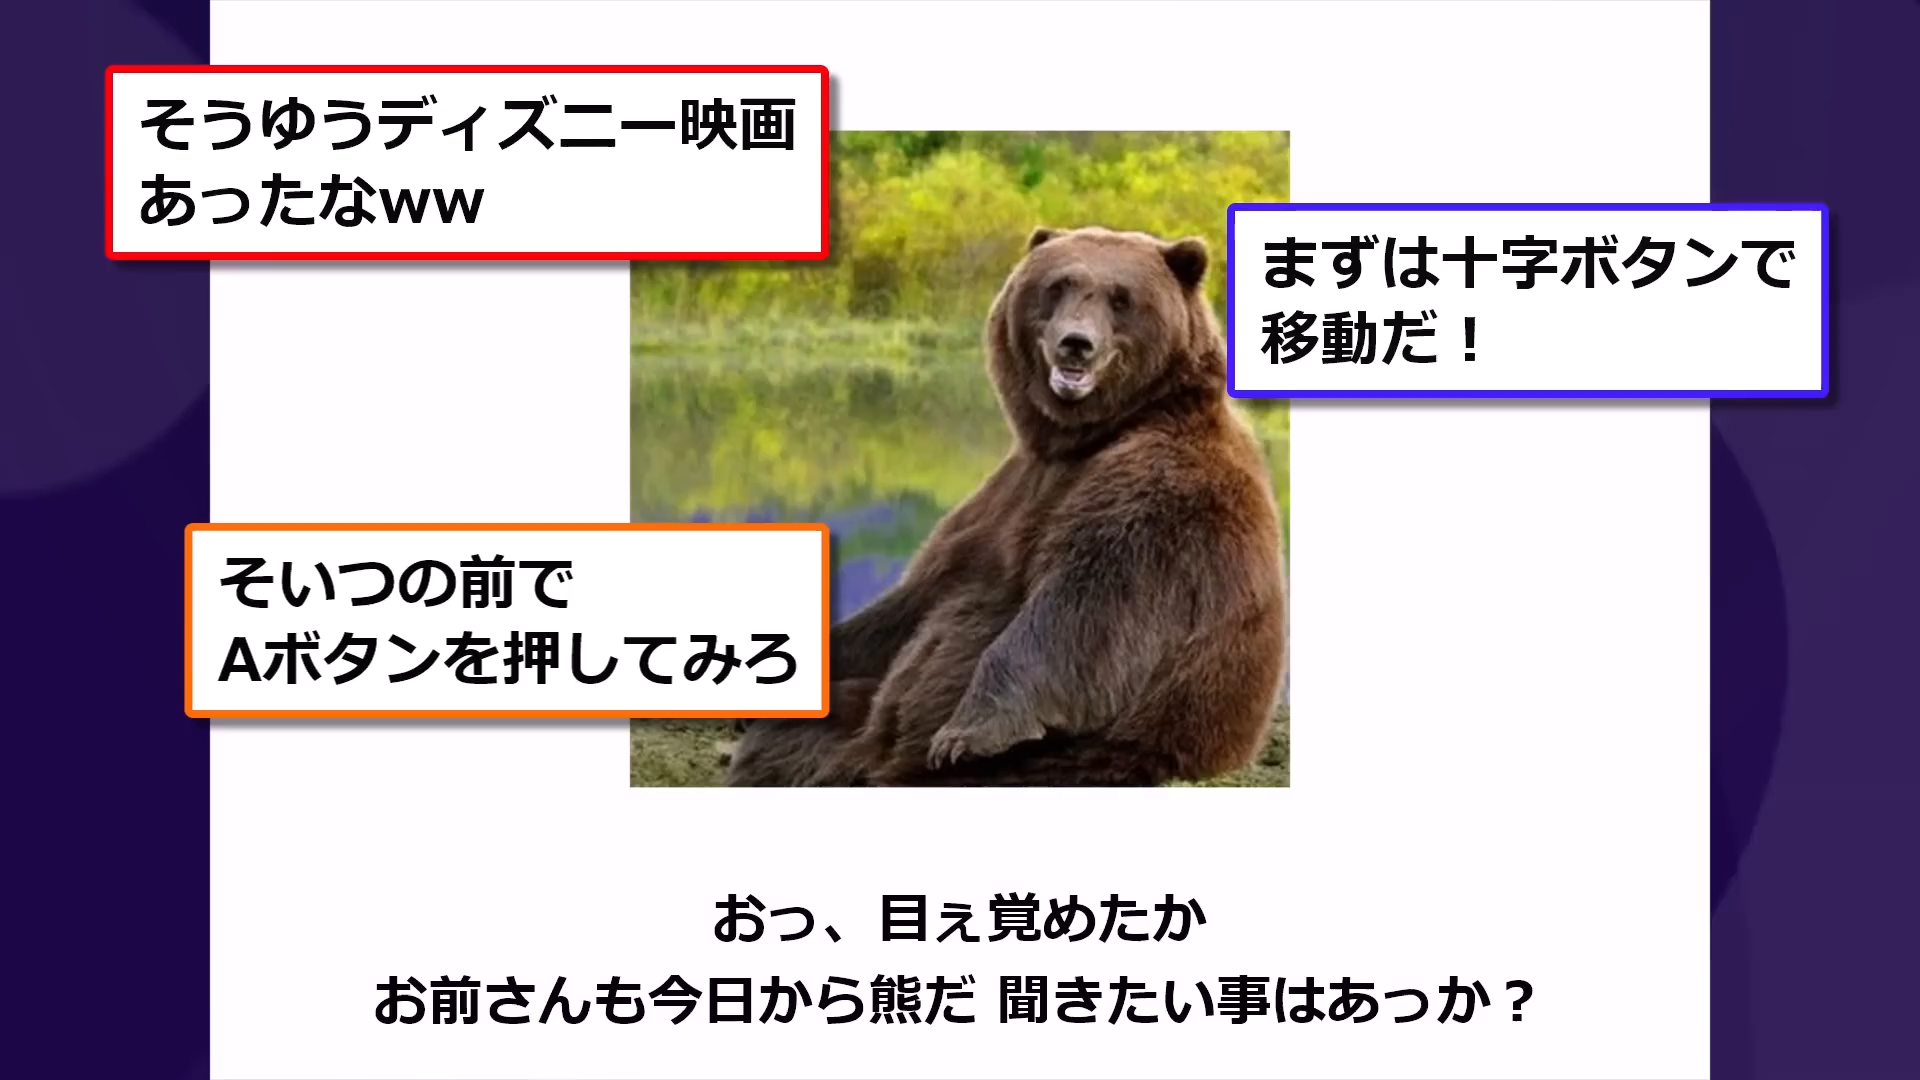 そうゆうディズニー映画
あったなww
まずは十字ボタンで
移動だ！
そいつの前で
Aボタンを押してみろ
おっ、目ぇ覚めたか
お前さんも今日から熊だ 聞きたい事はあっか？